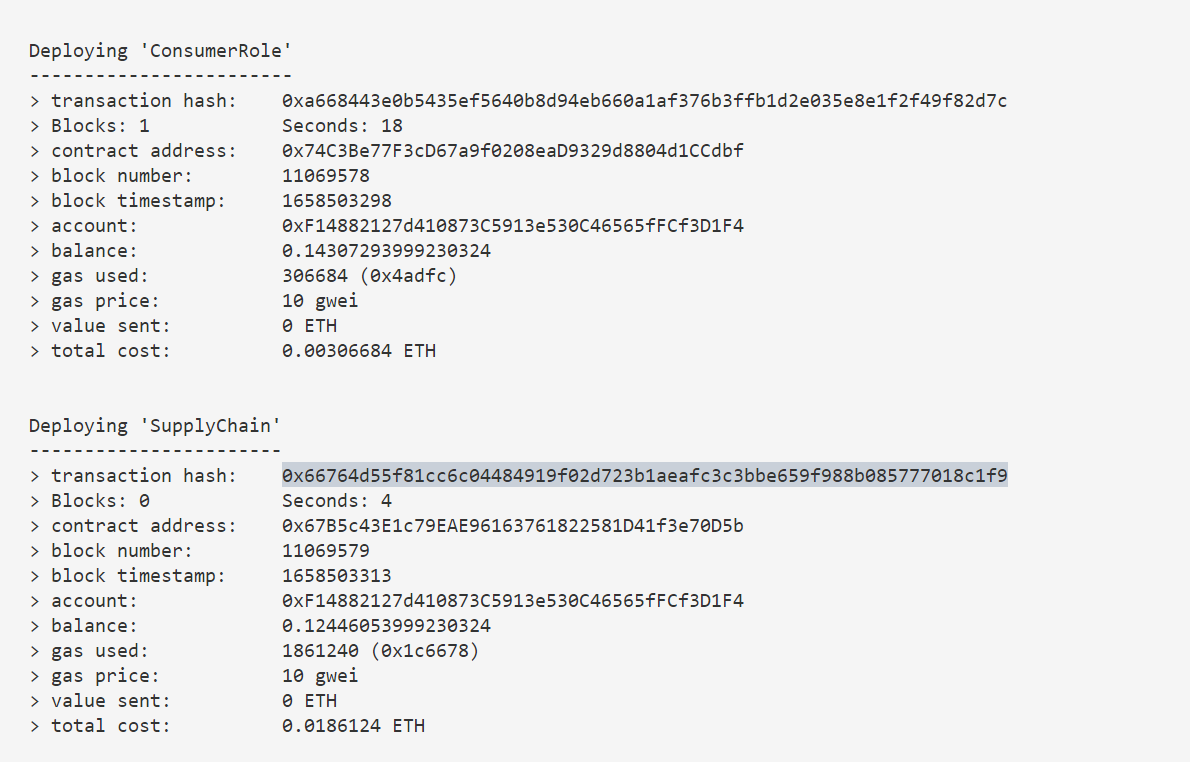 Deploying 'ConsumerRole'
------------------------
> transaction hash:    0xa668443e0b5435ef5640b8d94eb660a1af376b3ffb1d2e035e8e1f2f49f82d7c
> Blocks: 1            Seconds: 18
> contract address:    0x74C3Be77F3cD67a9f0208eaD9329d8804d1CCdbf
> block number:        11069578
> block timestamp:     1658503298
> account:             0xF14882127d410873C5913e530C46565fFCf3D1F4
> balance:             0.14307293999230324
> gas used:            306684 (0x4adfc)
> gas price:           10 gwei
> value sent:          0 ETH
> total cost:          0.00306684 ETH
Deploying 'SupplyChain'
-----------------------
> transaction hash:    0x66764d55f81cc6c04484919f02d723b1aeafc3c3bbe659f988b085777018c1f9
> Blocks: 0            Seconds: 4
> contract address:    0x67B5c43E1c79EAE96163761822581D41f3e70D5b
> block number:        11069579
> block timestamp:     1658503313
> account:             0xF14882127d410873C5913e530C46565fFCf3D1F4
> balance:             0.12446053999230324
> gas used:            1861240 (0x1c6678)
> gas price:           10 gwei
> value sent:          0 ETH
> total cost:          0.0186124 ETH